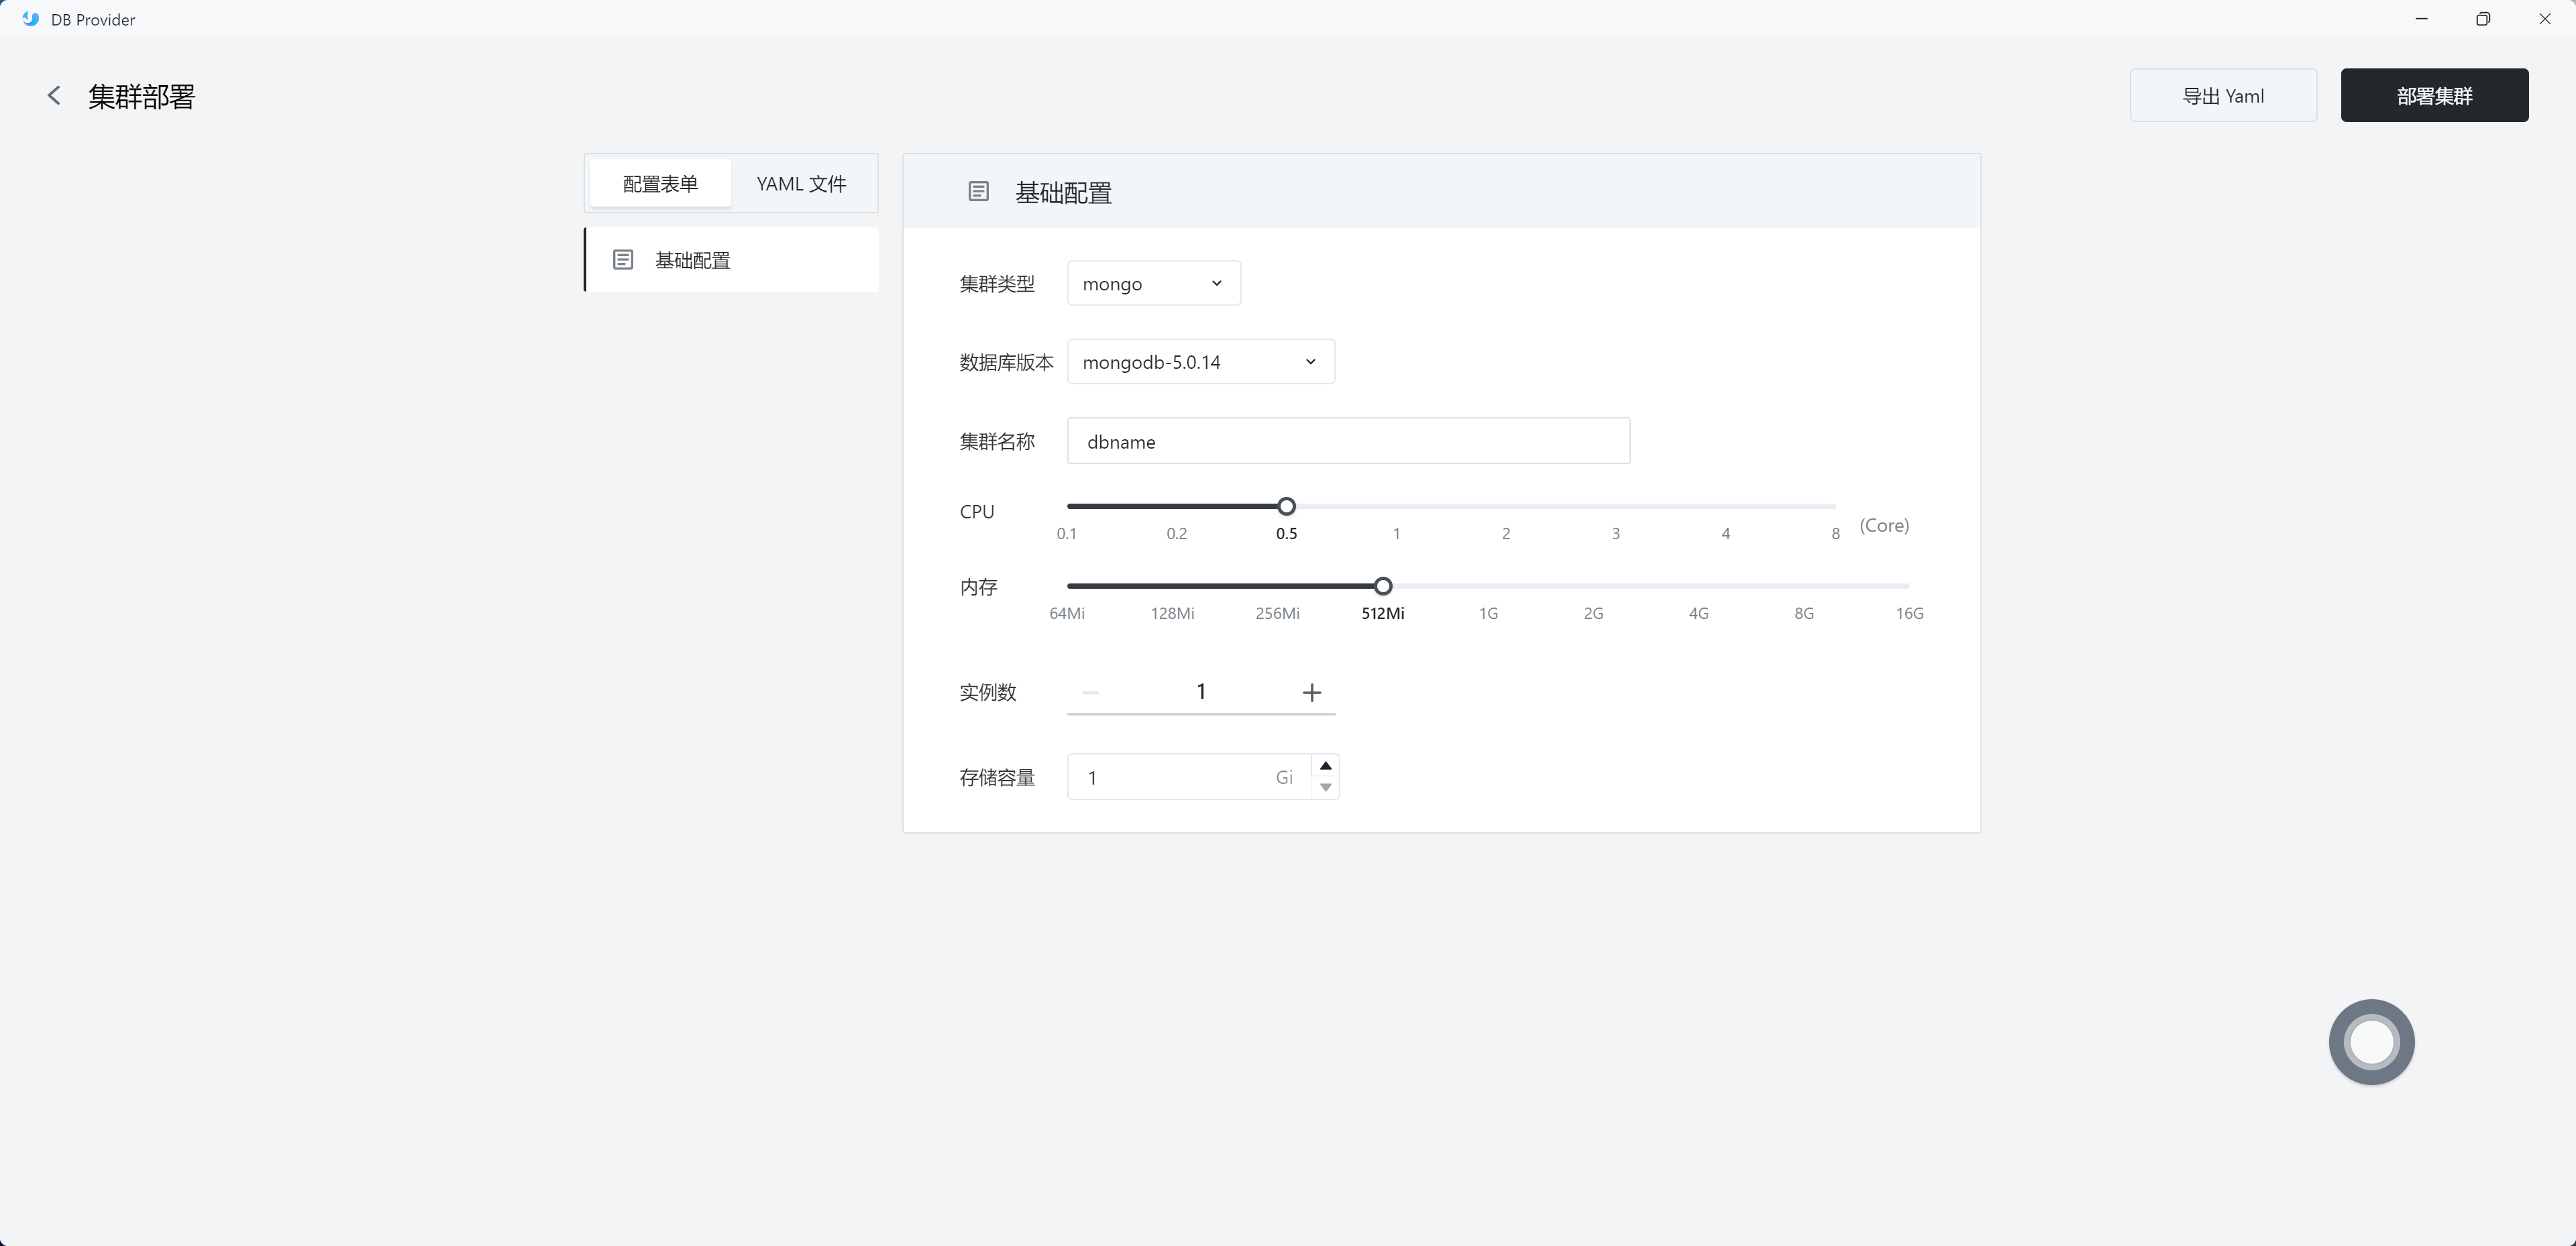 DB Provider
集群部署
导出 Yaml
部署集群
配置表单
YAML 文件
基础配置
基础配置
集群类型
mongo
数据库版本
mongodb-5.0.14
集群名称
dbname
CPU
0.1 0.2 0.5 1 2 3 4 8 (Core)
内存
64Mi 128Mi 256Mi 512Mi 1G 2G 4G 8G 16G
实例数
1
存储容量
1 Gi